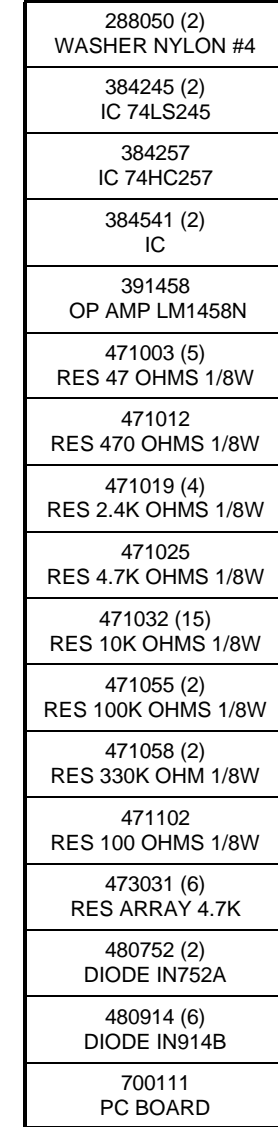 288050 (2)
WASHER NYLON #4
384245 (2)
IC 74LS245
384257
IC 74HC257
384541 (2)
IC
391458
OP AMP LM1458N
471003 (5)
RES 47 OHMS 1/8W
471012
RES 470 OHMS 1/8W
471019 (4)
RES 2.4K OHMS 1/8W
471025
RES 4.7K OHMS 1/8W
471032 (15)
RES 10K OHMS 1/8W
471055 (2)
RES 100K OHMS 1/8W
471058 (2)
RES 330K OHM 1/8W
471102
RES 100 OHMS 1/8W
473031 (6)
RES ARRAY 4.7K
480752 (2)
DIODE IN752A
480914 (6)
DIODE IN914B
700111
PC BOARD